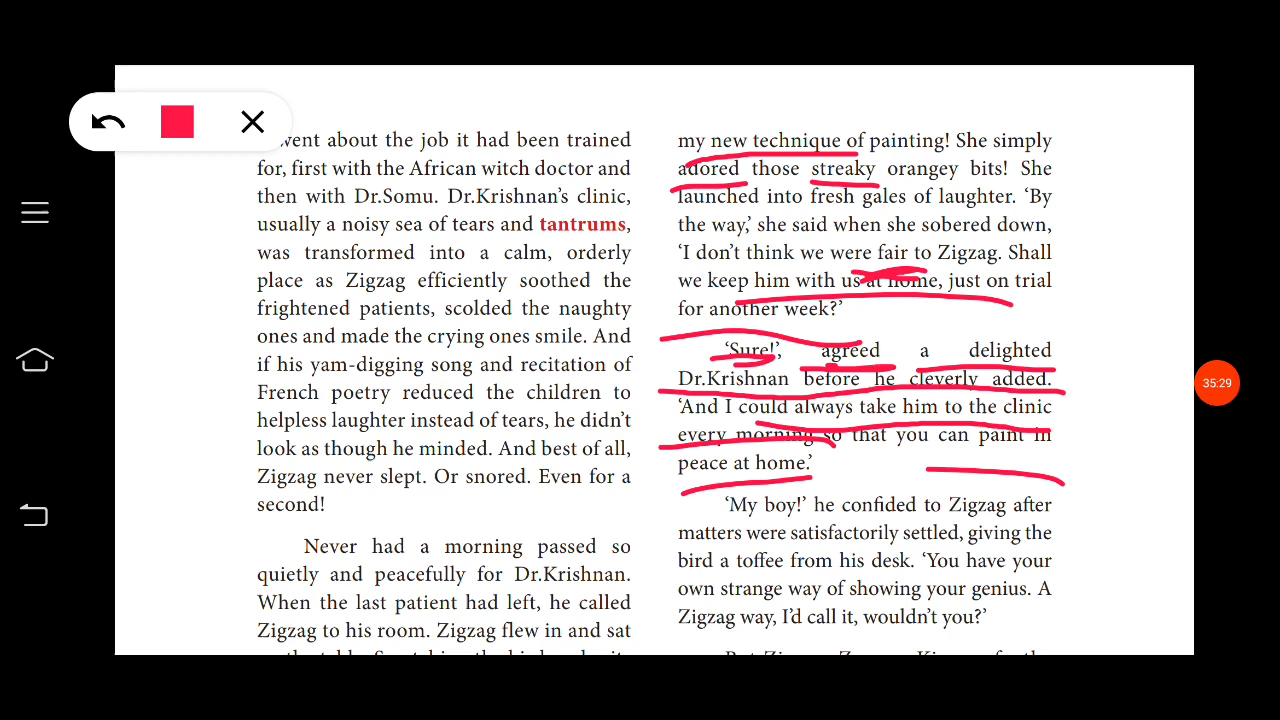 went about the job it had been trained
for, first with the African witch doctor and
then with Dr.Somu. Dr.Krishnan’s clinic,
usually a noisy sea of tears and tantrums,
was transformed into a calm, orderly
place as Zigzag efficiently soothed the
frightened patients, scolded the naughty
ones and made the crying ones smile. And
if his yam-digging song and recitation of
French poetry reduced the children to
helpless laughter instead of tears, he didn’t
look as though he minded. And best of all,
Zigzag never slept. Or snored. Even for a
second!
Never had a morning passed so
quietly and peacefully for Dr.Krishnan.
When the last patient had left, he called
Zigzag to his room. Zigzag flew in and sat
my new technique of painting! She simply
adored those streaky orangey bits! She
launched into fresh gales of laughter. ‘By
the way,’ she said when she sobered down,
‘I don’t think we were fair to Zigzag. Shall
we keep him with us at home, just on trial
for another week?’
‘Sure!’, agreed a delighted
Dr.Krishnan before he cleverly added.
‘And I could always take him to the clinic
every morning so that you can paint in
peace at home.’
‘My boy!’ he confided to Zigzag after
matters were satisfactorily settled, giving the
bird a toffee from his desk. ‘You have your
own strange way of showing your genius. A
Zigzag way, I’d call it, wouldn’t you?’
35:29